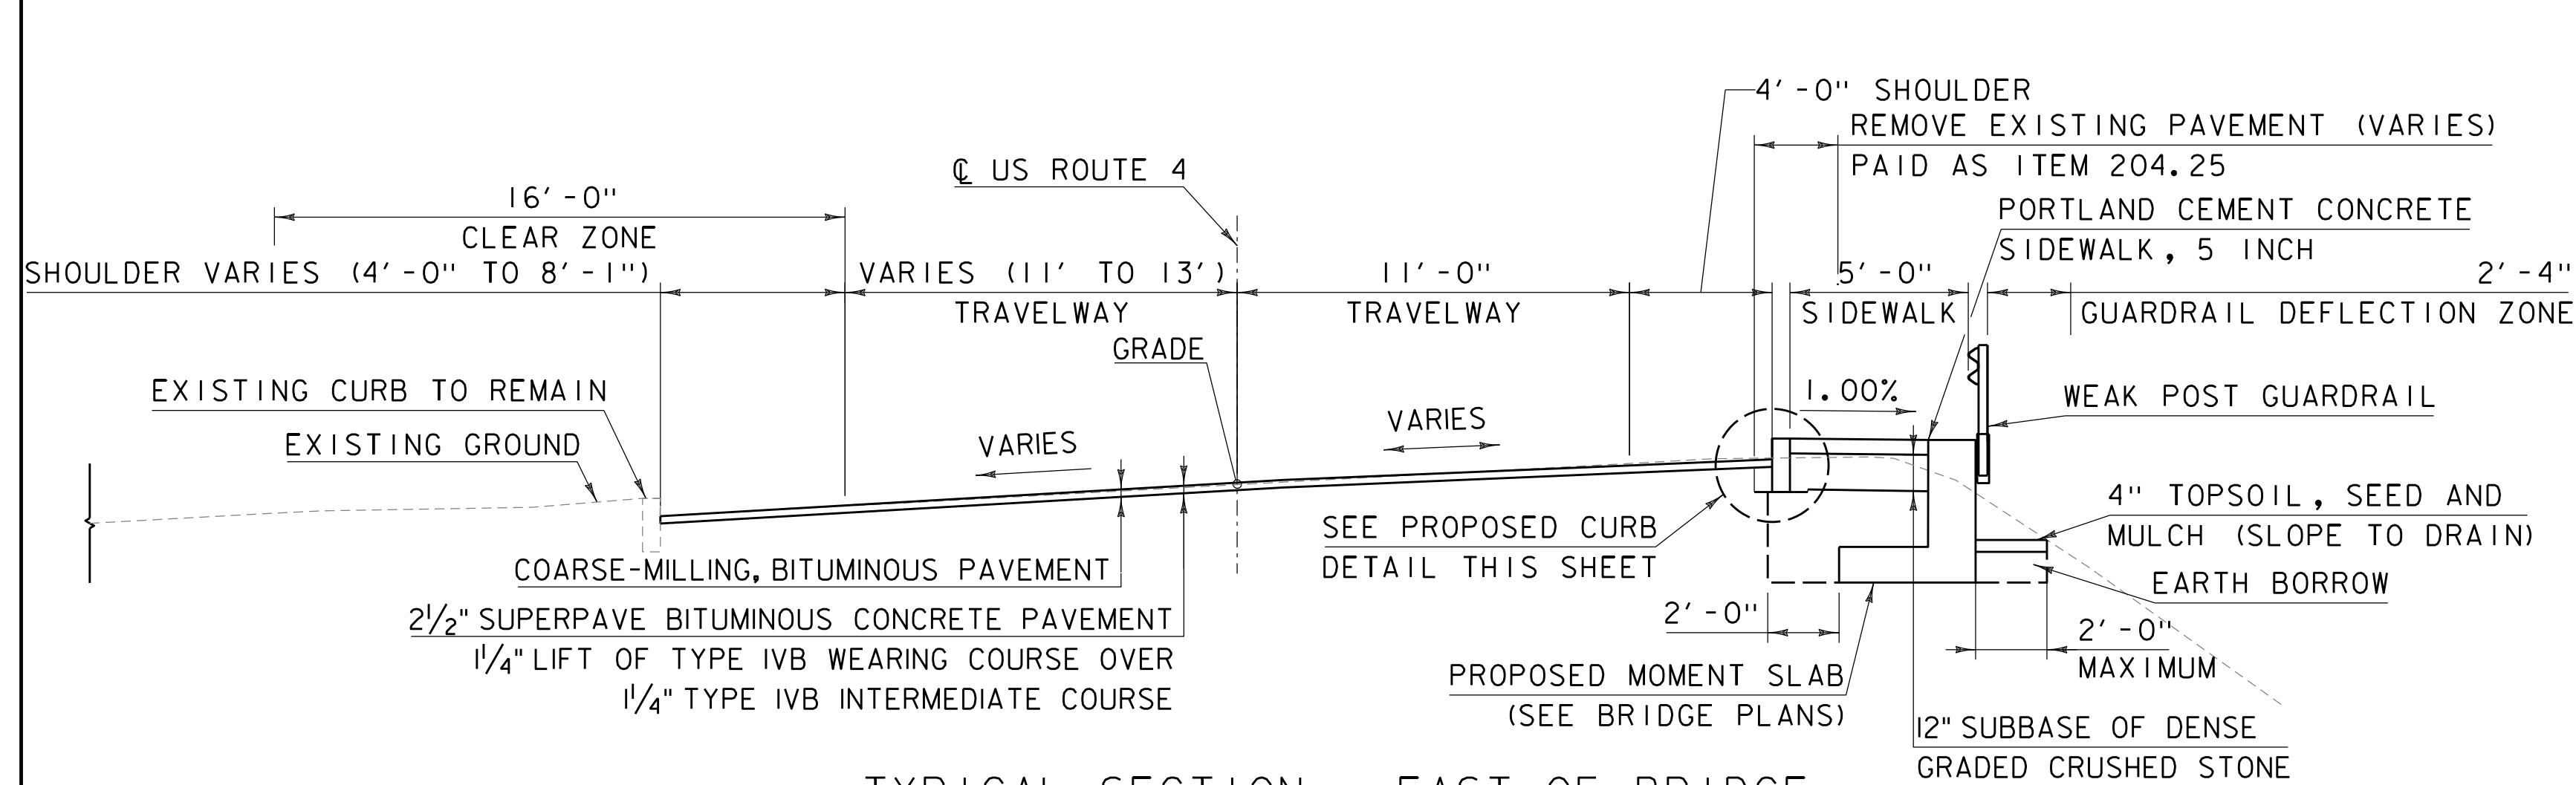 4'-0" SHOULDER
REMOVE EXISTING PAVEMENT (VARIES)
PAID AS ITEM 204.25
℄ US ROUTE 4
16'-0"
CLEAR ZONE
PORTLAND CEMENT CONCRETE
SIDEWALK, 5 INCH
SHOULDER VARIES (4'-0" TO 8'-1")
VARIES (11' TO 13')
TRAVELWAY
11'-0"
TRAVELWAY
5'-0"
SIDEWALK
2'-4"
GUARDRAIL DEFLECTION ZONE
GRADE
EXISTING CURB TO REMAIN
EXISTING GROUND
VARIES
VARIES
1.00%
WEAK POST GUARDRAIL
4" TOPSOIL, SEED AND
MULCH (SLOPE TO DRAIN)
EARTH BORROW
SEE PROPOSED CURB
DETAIL THIS SHEET
COARSE-MILLING, BITUMINOUS PAVEMENT
2½" SUPERPAVE BITUMINOUS CONCRETE PAVEMENT
1¼" LIFT OF TYPE IVB WEARING COURSE OVER
1¼" TYPE IVB INTERMEDIATE COURSE
2'-0"
2'-0"
MAXIMUM
PROPOSED MOMENT SLAB
(SEE BRIDGE PLANS)
12" SUBBASE OF DENSE
GRADED CRUSHED STONE
TYPICAL SECTION - EAST OF BRIDGE